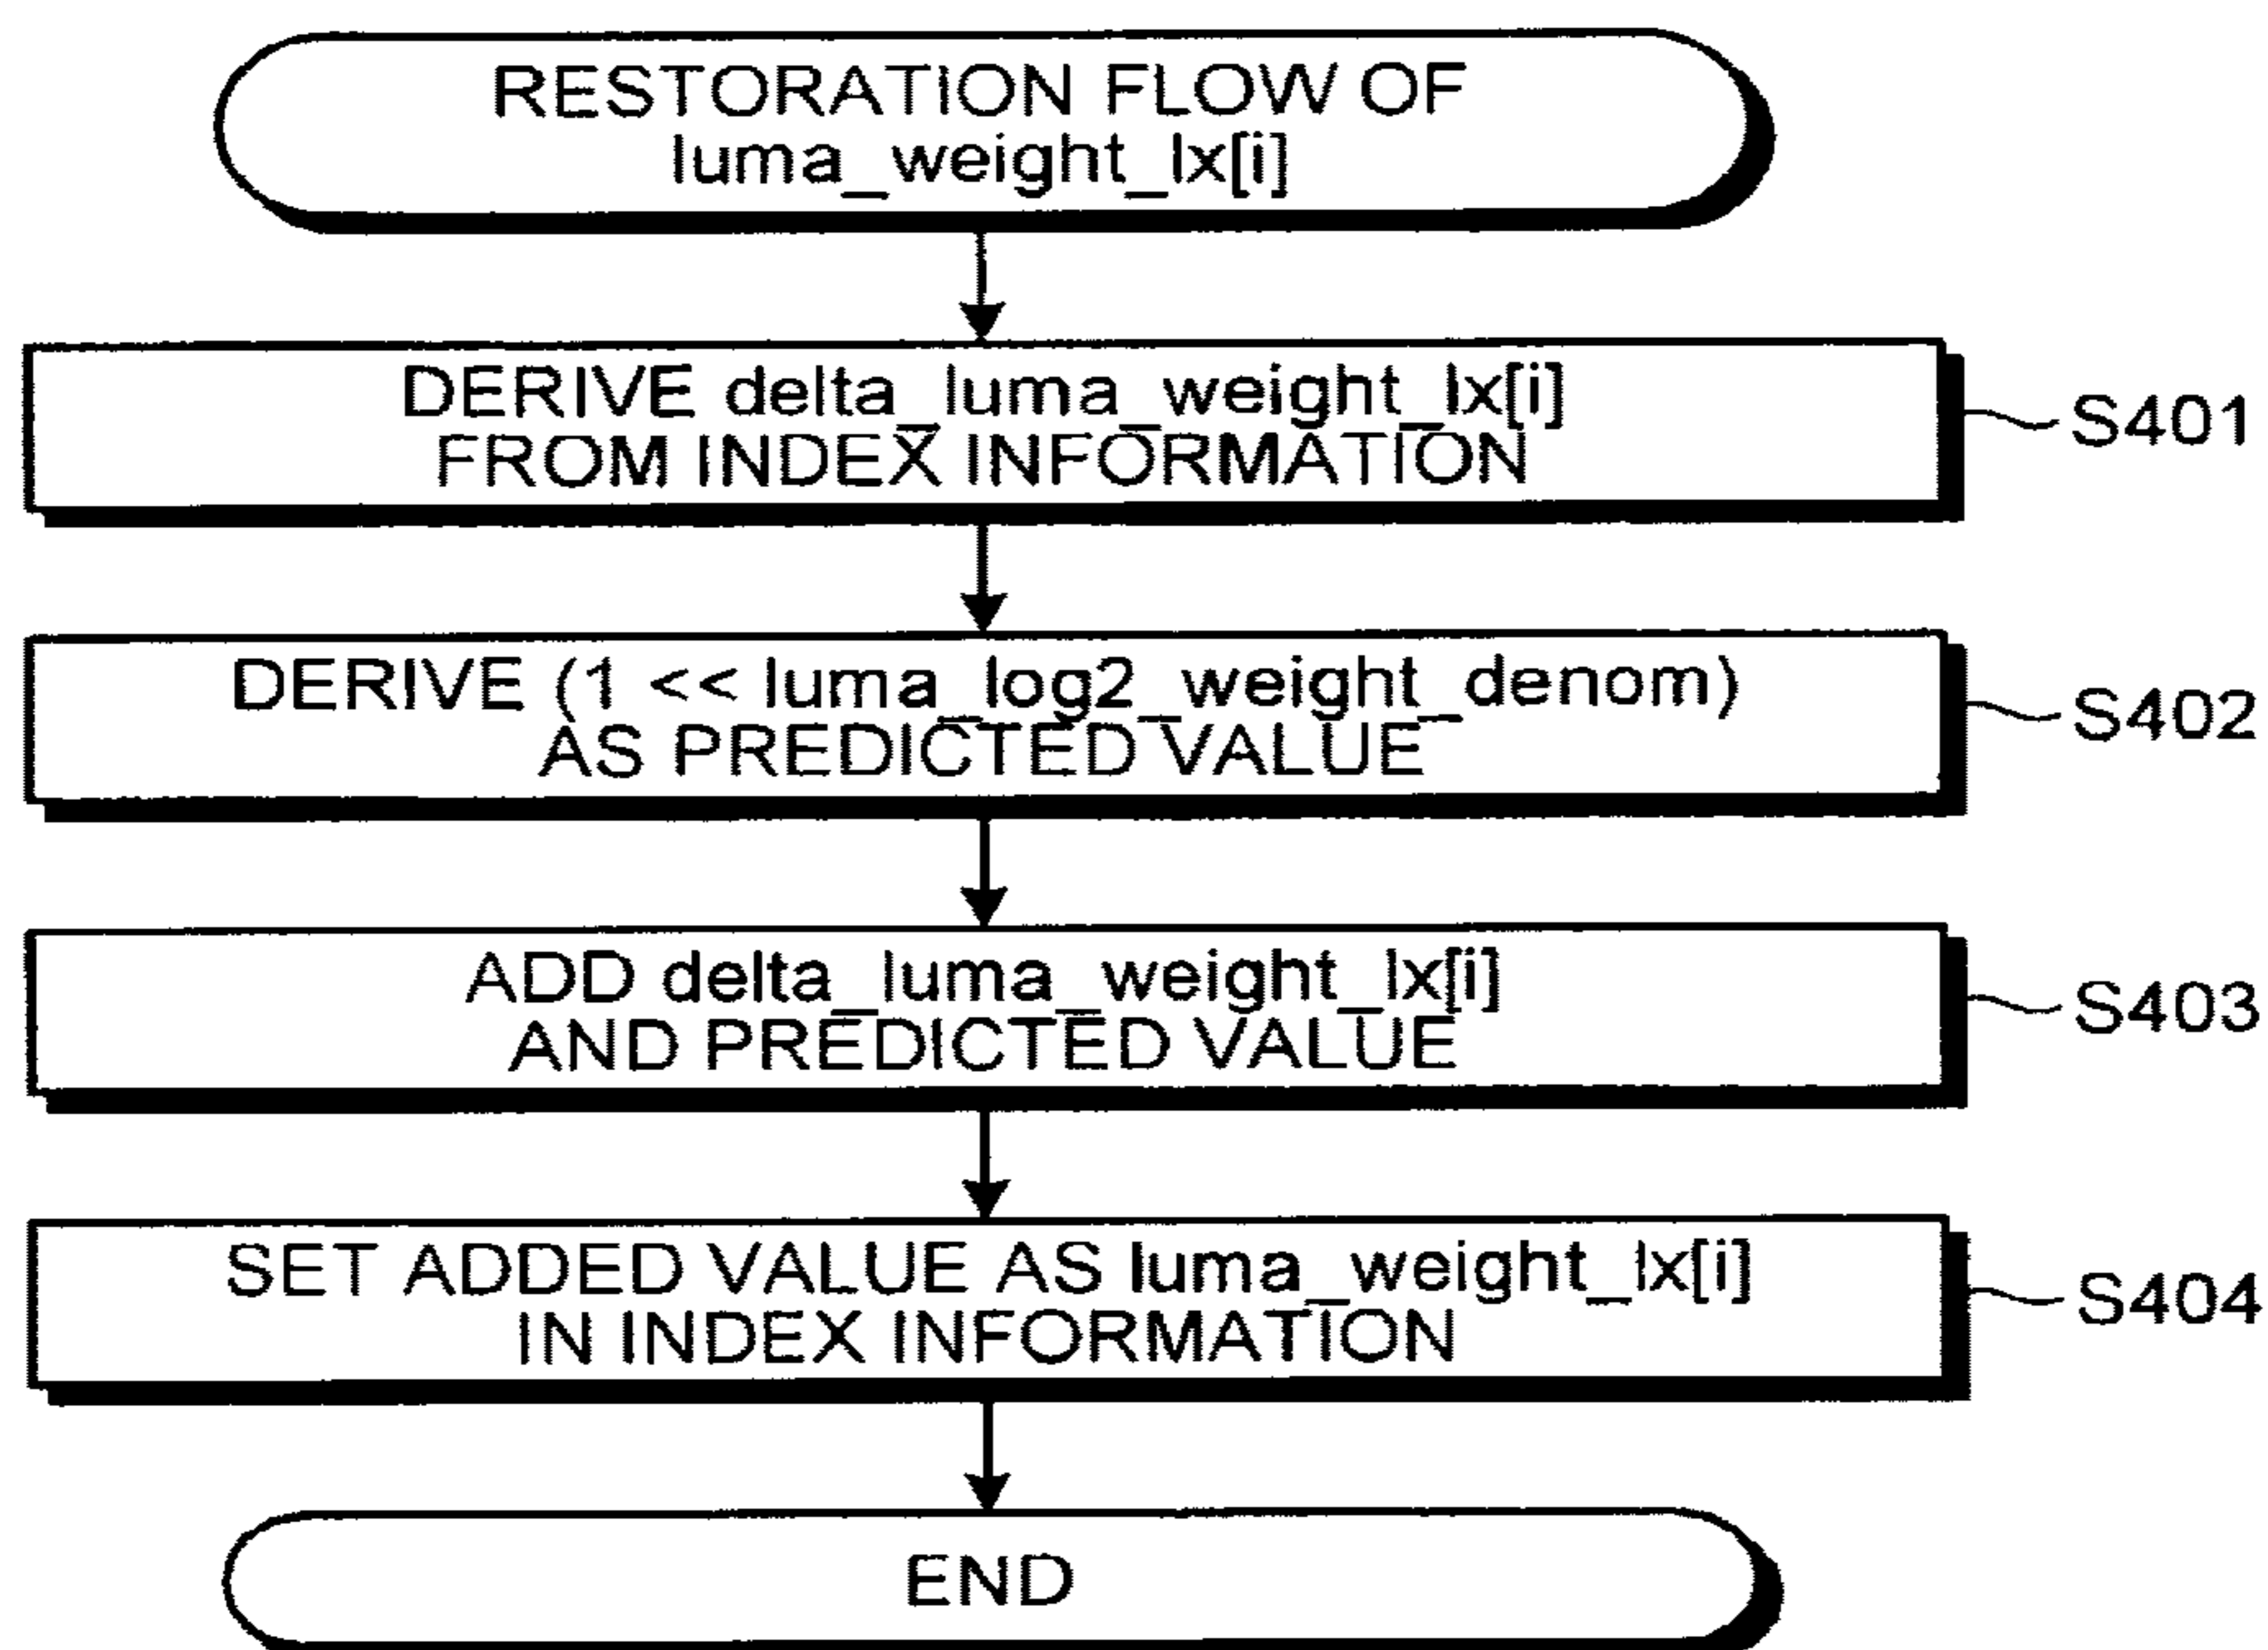 RESTORATION FLOW OF
luma_weight_lx[i]
DERIVE delta_luma_weight_lx[i]
FROM INDEX INFORMATION
S401
DERIVE (1 << luma_log2_weight_denom)
AS PREDICTED VALUE
S402
ADD delta_luma_weight_lx[i]
AND PREDICTED VALUE
S403
SET ADDED VALUE AS luma_weight_lx[i]
IN INDEX INFORMATION
S404
END